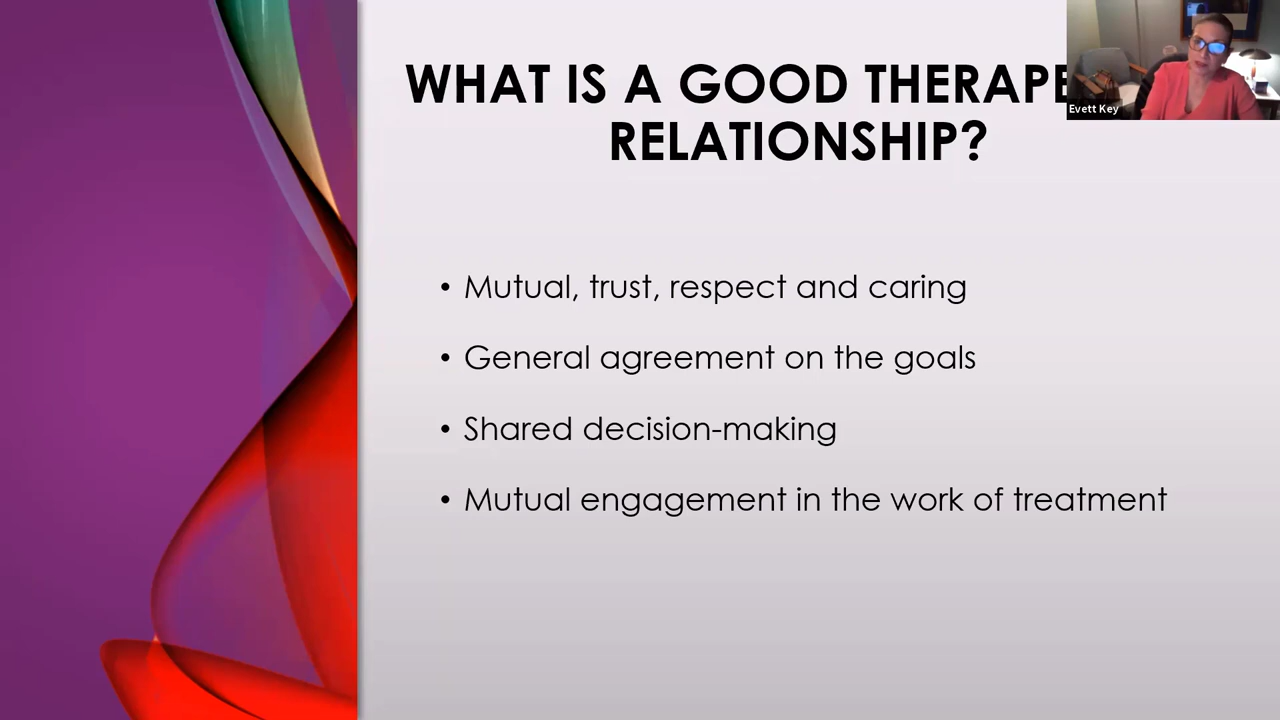 WHAT IS A GOOD
RELATIONSHIP?
Evett Key
• Mutual, trust, respect and caring
• General agreement on the goals
• Shared decision-making
• Mutual engagement in the work of treatment